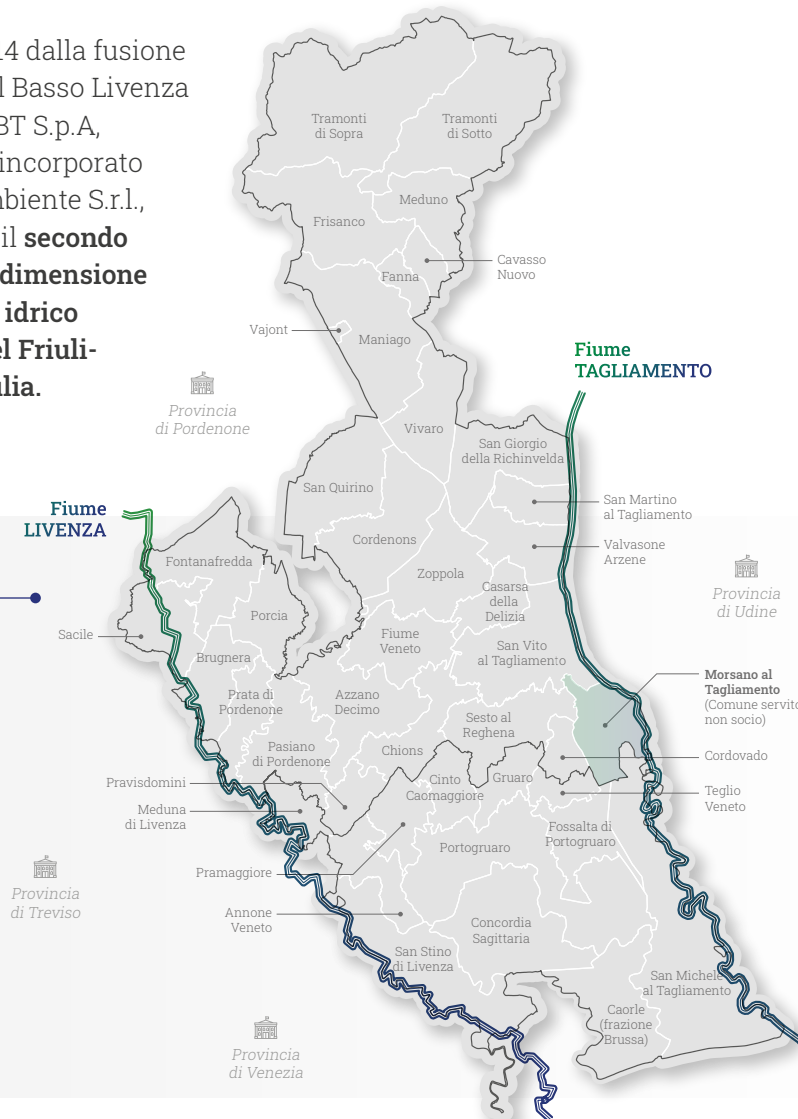 14 dalla fusione
l Basso Livenza
BT S.p.A,
incorporato
mbiente S.r.l.,
il secondo
dimensione
idrico
el Friuli-
ulia.
Tramonti
di Sopra
Tramonti
di Sotto
Meduno
Frisanco
Cavasso
Nuovo
Fanna
Vajont
Maniago
Fiume
TAGLIAMENTO
Provincia
di Pordenone
Vivaro
San Giorgio
della Richinvelda
San Quirino
San Martino
al Tagliamento
Fiume
LIVENZA
Cordenons
Valvasone
Arzene
Fontanafredda
Zoppola
Casarsa
della
Delizia
Provincia
di Udine
Porcia
Sacile
Fiume
Veneto
San Vito
al Tagliamento
Brugnera
Prata di
Pordenone
Azzano
Decimo
Morsano al
Tagliamento
(Comune servito
non socio)
Sesto al
Reghena
Pasiano
di Pordenone
Chions
Cordovado
Pravisdomini
Cinto
Caomaggiore
Gruaro
Teglio
Veneto
Meduna
di Livenza
Fossalta di
Portogruaro
Portogruaro
Pramaggiore
Provincia
di Treviso
Annone
Veneto
Concordia
Sagittaria
San Stino
di Livenza
San Michele
al Tagliamento
Caorle
(frazione
Brussa)
Provincia
di Venezia